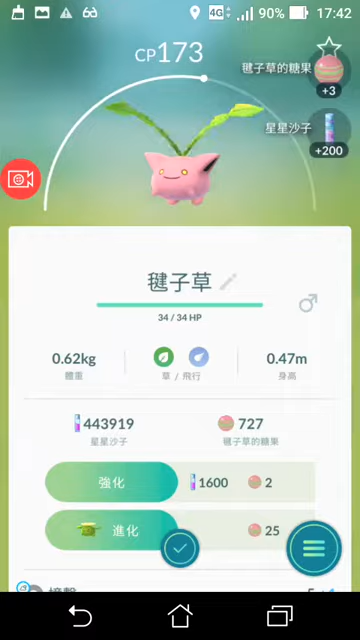 4G 90% 17:42
CP173
毽子草的糖果
+3
星星沙子
+200
毽子草
34 / 34 HP
0.62kg
體重
草 / 飛行
0.47m
身高
443919
星星沙子
727
毽子草的糖果
強化
1600
2
進化
25